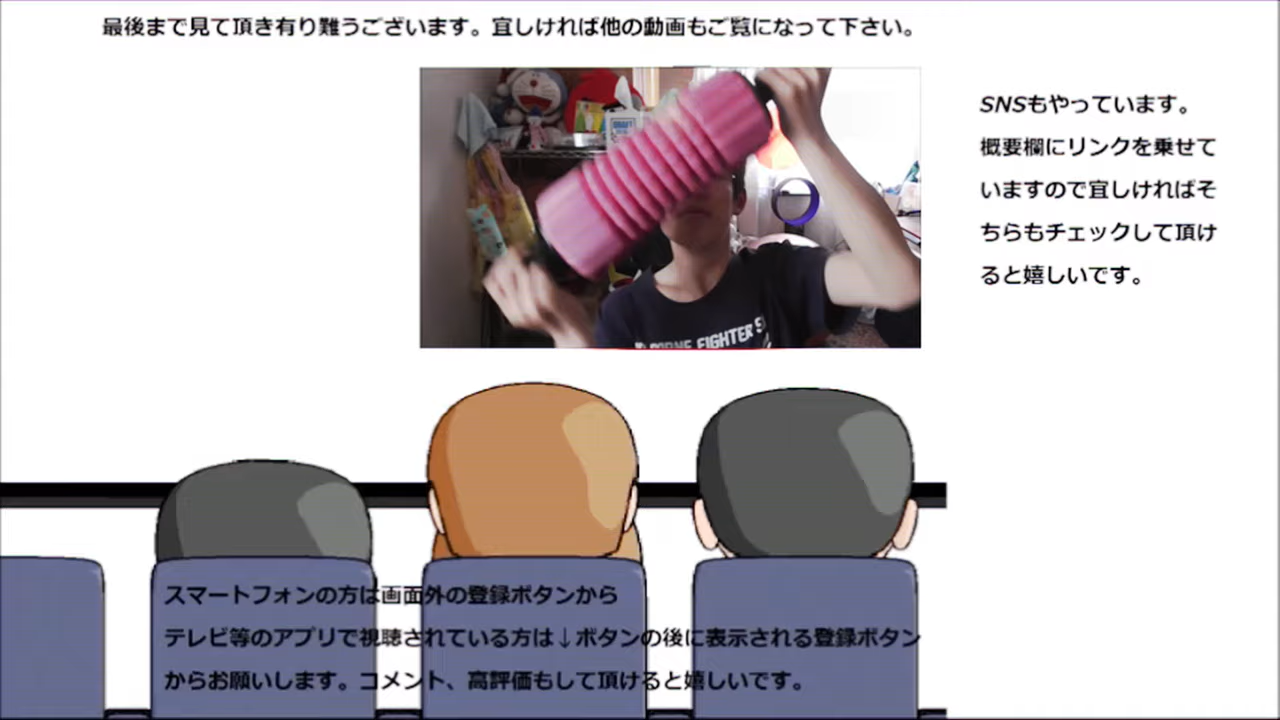 最後まで見て頂き有り難うございます。宜しければ他の動画もご覧になって下さい。
SNSもやっています。
概要欄にリンクを乗せて
いますので宜しければそ
ちらもチェックして頂け
ると嬉しいです。
FIGHTER
スマートフォンの方は画面外の登録ボタンから
テレビ等のアプリで視聴されている方は↓ボタンの後に表示される登録ボタン
からお願いします。コメント、高評価もして頂けると嬉しいです。